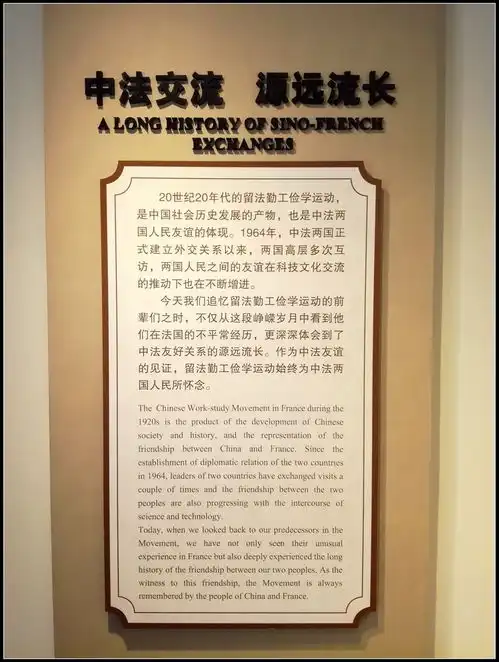 中法交流 源远流长
A LONG HISTORY OF SINO-FRENCH
EXCHANGES
20世纪20年代的留法勤工俭学运动，
是中国社会历史发展的产物，也是中法两
国人民友谊的体现。1964年，中法两国正
式建立外交关系以来，两国高层多次互
访，两国人民之间的友谊在科技文化交流
的推动下也在不断增进。
今天我们追忆留法勤工俭学运动的前
辈们之时，不仅从这段峥嵘岁月中看到他
们在法国的不平常经历，更深深体会到了
中法友好关系的源远流长。作为中法友谊
的见证，留法勤工俭学运动始终为中法两
国人民所怀念。
The Chinese Work-study Movement in France during the
1920s is the product of the development of Chinese
society and history, and the representation of the
friendship between China and France. Since the
establishment of diplomatic relation of the two countries
in 1964, leaders of two countries have exchanged visits a
couple of times and the friendship between the two
peoples are also progressing with the intercourse of
science and technology.
Today, when we looked back to our predecessors in the
Movement, we have not only seen their unusual
experience in France but also deeply experienced the long
history of the friendship between our two peoples. As the
witness to this friendship, the Movement is always
remembered by the people of China and France.